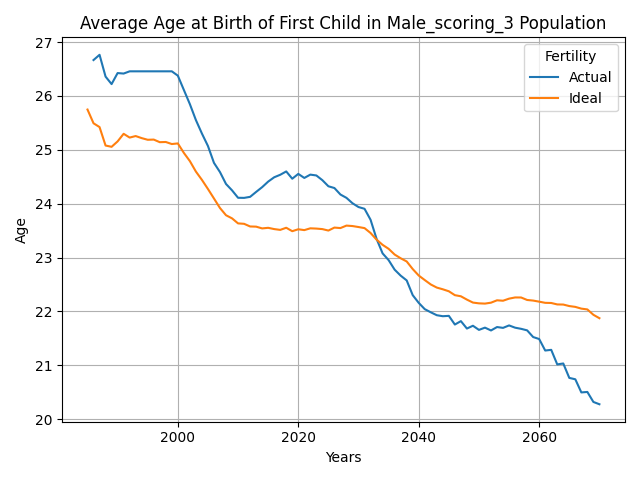 Average Age at Birth of First Child in Male_scoring_3 Population
Fertility
Actual
Ideal
Age
27
26
25
24
23
22
21
20
2000 2020 2040 2060
Years